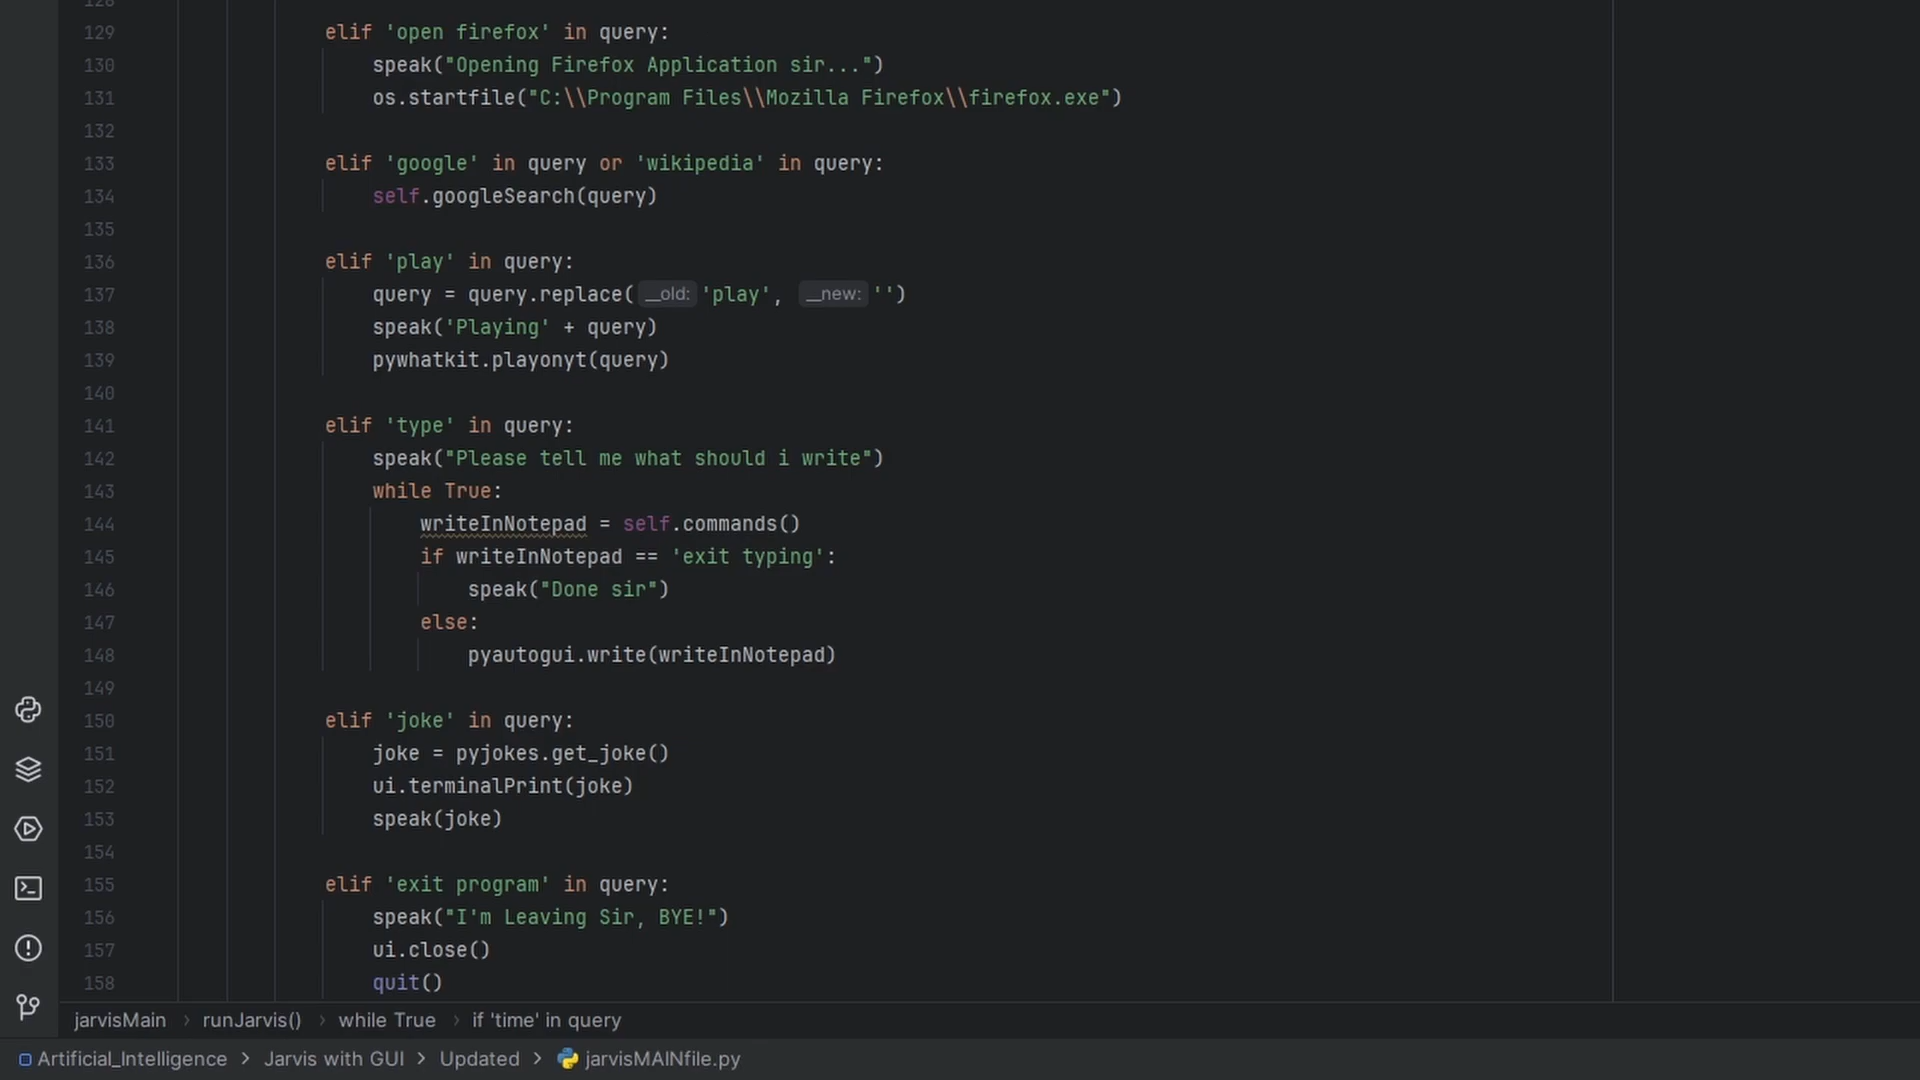 128
129 elif 'open firefox' in query:
130 speak("Opening Firefox Application sir...")
131 os.startfile("C:\\Program Files\\Mozilla Firefox\\firefox.exe")
132
133 elif 'google' in query or 'wikipedia' in query:
134 self.googleSearch(query)
135
136 elif 'play' in query:
137 query = query.replace( __old: 'play', __new: '')
138 speak('Playing' + query)
139 pywhatkit.playonyt(query)
140
141 elif 'type' in query:
142 speak("Please tell me what should i write")
143 while True:
144 writeInNotepad = self.commands()
145 if writeInNotepad == 'exit typing':
146 speak("Done sir")
147 else:
148 pyautogui.write(writeInNotepad)
149
150 elif 'joke' in query:
151 joke = pyjokes.get_joke()
152 ui.terminalPrint(joke)
153 speak(joke)
154
155 elif 'exit program' in query:
156 speak("I'm Leaving Sir, BYE!")
157 ui.close()
158 quit()
jarvisMain › runJarvis() › while True › if 'time' in query
Artificial_Intelligence › Jarvis with GUI › Updated › jarvisMAINfile.py